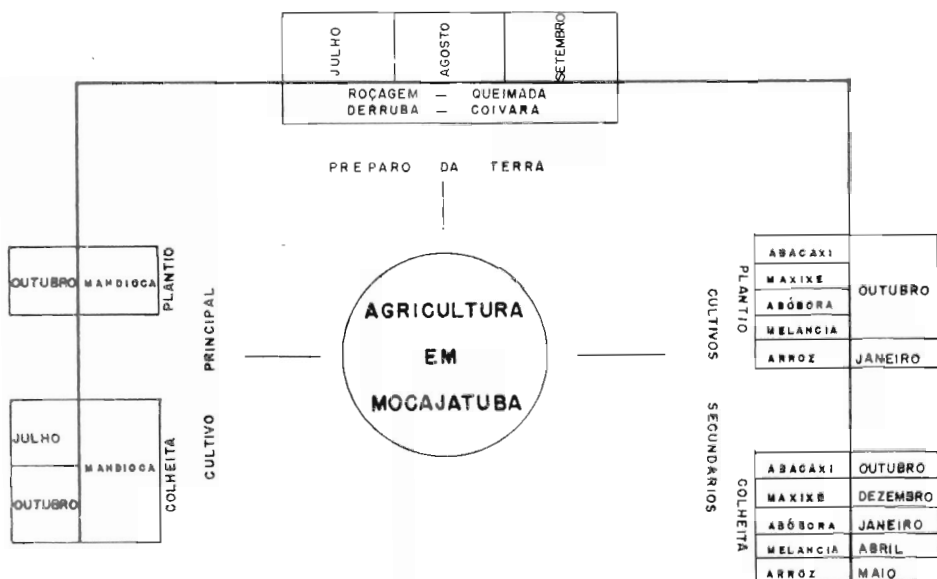 JULHO
AGOSTO
SETEMBRO
ROÇAGEM — QUEIMADA
DERRUBA — COIVARA
PREPARO DA TERRA
OUTUBRO
MANDIOCA
PLANTIO
JULHO
OUTUBRO
MANDIOCA
COLHEITA
CULTIVO PRINCIPAL
AGRICULTURA
EM
MOCAJATUBA
CULTIVOS SECUNDÁRIOS
PLANTIO
ABACAXI
MAXIXE
ABÓBORA
MELANCIA
OUTUBRO
ARROZ JANEIRO
COLHEITA
ABACAXI OUTUBRO
MAXIXE DEZEMBRO
ABÓBORA JANEIRO
MELANCIA ABRIL
ARROZ MAIO